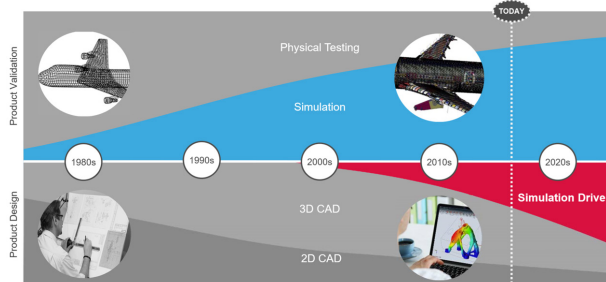 TODAY
Product Validation
Physical Testing
Simulation
1980s
1990s
2000s
2010s
2020s
Product Design
3D CAD
Simulation Drive
2D CAD